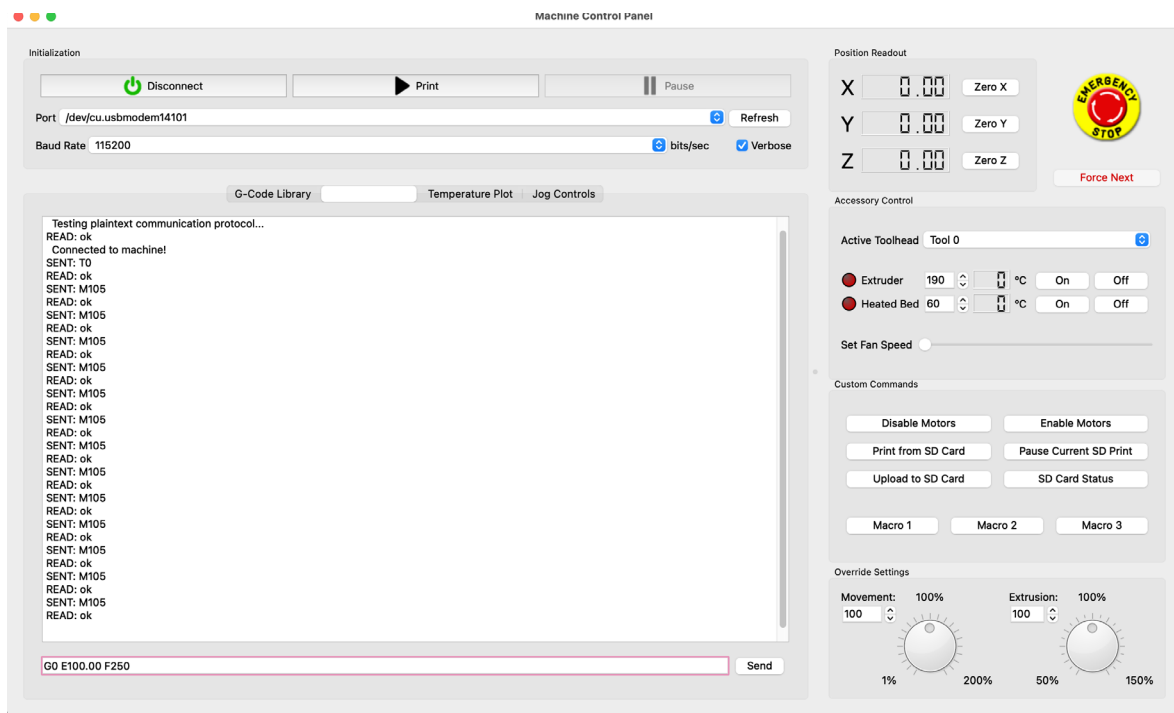 Machine Control Panel
Initialization
Disconnect
Print
Pause
Port /dev/cu.usbmodem14101 Refresh
Baud Rate 115200 bits/sec Verbose
G-Code Library Temperature Plot Jog Controls
Testing plaintext communication protocol...
READ: ok
Connected to machine!
SENT: T0
READ: ok
SENT: M105
READ: ok
SENT: M105
READ: ok
SENT: M105
READ: ok
SENT: M105
READ: ok
SENT: M105
READ: ok
SENT: M105
READ: ok
SENT: M105
READ: ok
SENT: M105
READ: ok
SENT: M105
READ: ok
SENT: M105
READ: ok
SENT: M105
READ: ok
SENT: M105
READ: ok
SENT: M105
READ: ok
G0 E100.00 F250 Send
Position Readout
X 0.00 Zero X
Y 0.00 Zero Y
Z 0.00 Zero Z
EMERGENCY
STOP
Force Next
Accessory Control
Active Toolhead Tool 0
Extruder 190 0 °C On Off
Heated Bed 60 0 °C On Off
Set Fan Speed
Custom Commands
Disable Motors Enable Motors
Print from SD Card Pause Current SD Print
Upload to SD Card SD Card Status
Macro 1 Macro 2 Macro 3
Override Settings
Movement: 100% Extrusion: 100%
100 100
1% 200% 50% 150%